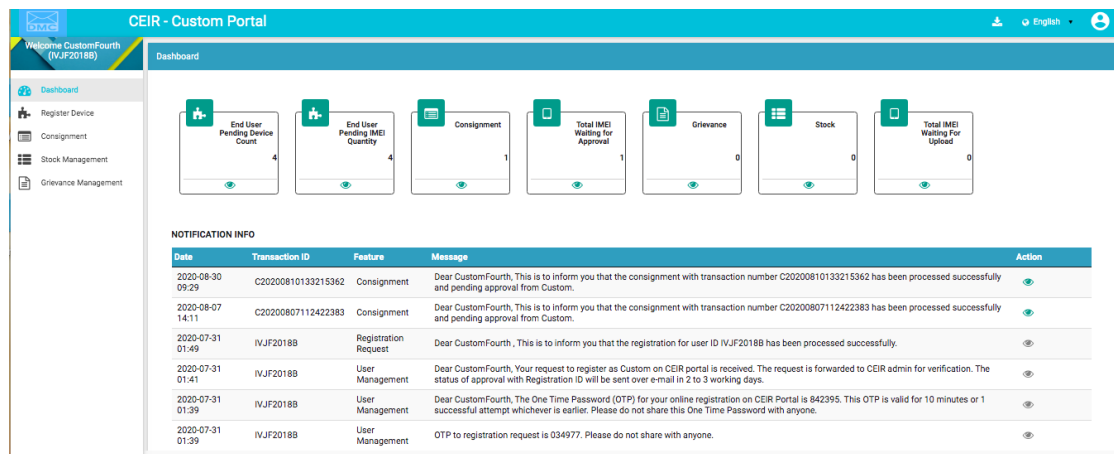 DMC
CEIR - Custom Portal
English
Welcome CustomFourth
(IVJF2018B)
Dashboard
Dashboard
Register Device
Consignment
Stock Management
Grievance Management
End User
Pending Device
Count
4
End User
Pending IMEI
Quantity
4
Consignment
1
Total IMEI
Waiting for
Approval
1
Grievance
0
Stock
0
Total IMEI
Waiting For
Upload
0
NOTIFICATION INFO
Date Transaction ID Feature Message Action
2020-08-30
09:29
C20200810133215362
Consignment
Dear CustomFourth, This is to inform you that the consignment with transaction number C20200810133215362 has been processed successfully
and pending approval from Custom.
2020-08-07
14:11
C20200807112422383
Consignment
Dear CustomFourth, This is to inform you that the consignment with transaction number C20200807112422383 has been processed successfully
and pending approval from Custom.
2020-07-31
01:49
IVJF2018B
Registration
Request
Dear CustomFourth , This is to inform you that the registration for user ID IVJF2018B has been processed successfully.
2020-07-31
01:41
IVJF2018B
User
Management
Dear CustomFourth, Your request to register as Custom on CEIR portal is received. The request is forwarded to CEIR admin for verification. The
status of approval with Registration ID will be sent over e-mail in 2 to 3 working days.
2020-07-31
01:39
IVJF2018B
User
Management
Dear CustomFourth, The One Time Password (OTP) for your online registration on CEIR Portal is 842395. This OTP is valid for 10 minutes or 1
successful attempt whichever is earlier. Please do not share this One Time Password with anyone.
2020-07-31
01:39
IVJF2018B
User
Management
OTP to registration request is 034977. Please do not share with anyone.